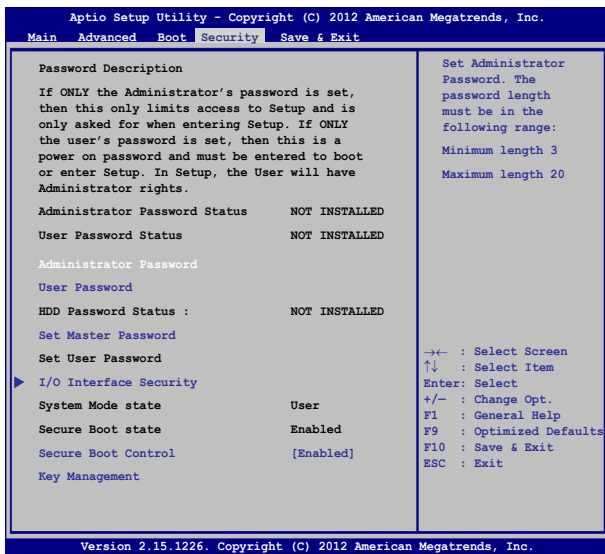 Aptio Setup Utility - Copyright (C) 2012 American Megatrends, Inc.
Main Advanced Boot Security Save & Exit
Password Description
If ONLY the Administrator's password is set,
then this only limits access to Setup and is
only asked for when entering Setup. If ONLY
the user's password is set, then this is a
power on password and must be entered to boot
or enter Setup. In Setup, the User will have
Administrator rights.
Administrator Password Status NOT INSTALLED
User Password Status NOT INSTALLED
Administrator Password
User Password
HDD Password Status : NOT INSTALLED
Set Master Password
Set User Password
I/O Interface Security
System Mode state User
Secure Boot state Enabled
Secure Boot Control [Enabled]
Key Management
Set Administrator
Password. The
password length
must be in the
following range:
Minimum length 3
Maximum length 20
→← : Select Screen
↑↓ : Select Item
Enter: Select
+/— : Change Opt.
F1 : General Help
F9 : Optimized Defaults
F10 : Save & Exit
ESC : Exit
Version 2.15.1226. Copyright (C) 2012 American Megatrends, Inc.